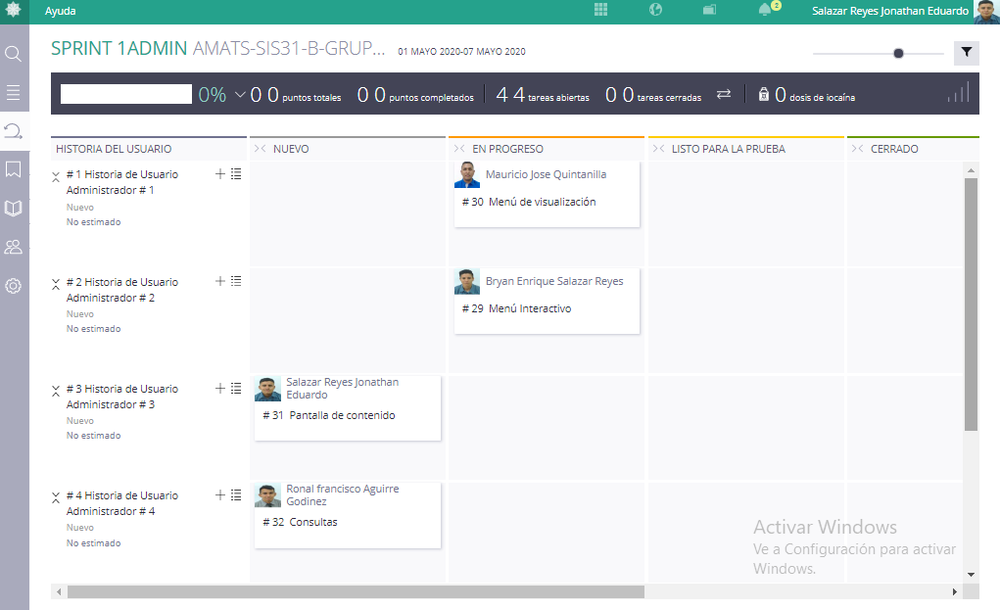 Ayuda
2
Salazar Reyes Jonathan Eduardo
SPRINT 1ADMIN AMATS-SIS31-B-GRUP... 01 MAYO 2020-07 MAYO 2020
0% 0 0 puntos totales 0 0 puntos completados 4 4 tareas abiertas 0 0 tareas cerradas 0 dosis de iocaína
HISTORIA DEL USUARIO NUEVO EN PROGRESO LISTO PARA LA PRUEBA CERRADO
# 1 Historia de Usuario
Administrador # 1
Nuevo
No estimado
Mauricio Jose Quintanilla
# 30 Menú de visualización
# 2 Historia de Usuario
Administrador # 2
Nuevo
No estimado
Bryan Enrique Salazar Reyes
# 29 Menú Interactivo
# 3 Historia de Usuario
Administrador # 3
Nuevo
No estimado
Salazar Reyes Jonathan
Eduardo
# 31 Pantalla de contenido
# 4 Historia de Usuario
Administrador # 4
Nuevo
No estimado
Ronal francisco Aguirre
Godinez
# 32 Consultas
Activar Windows
Ve a Configuración para activar
Windows.